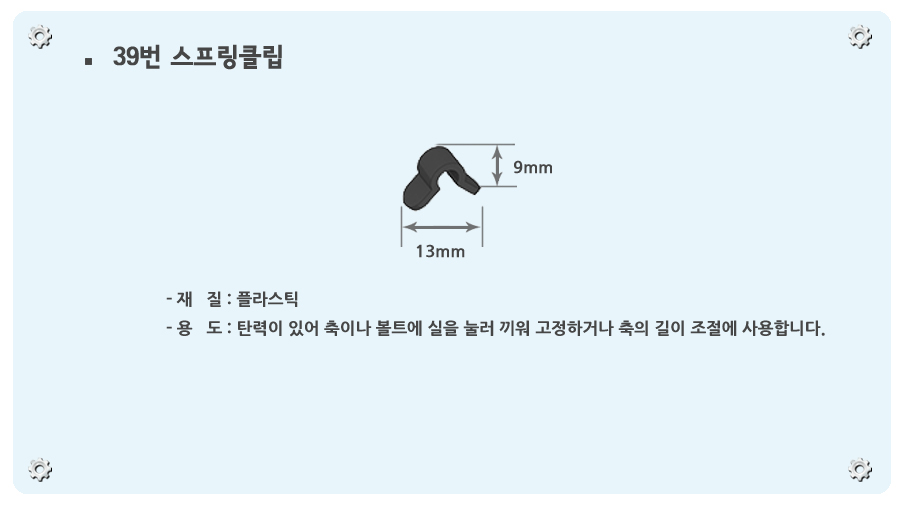 ▪ 39번 스프링클립
9mm
13mm
- 재 질 : 플라스틱
- 용 도 : 탄력이 있어 축이나 볼트에 실을 눌러 끼워 고정하거나 축의 길이 조절에 사용합니다.